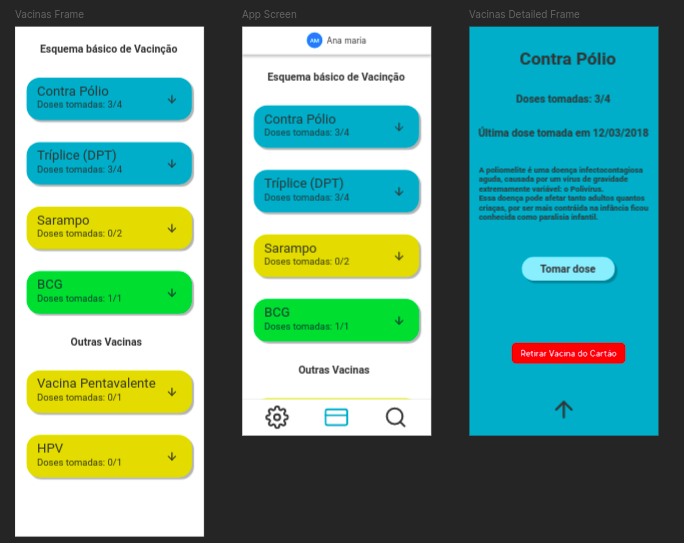 Vacinas Frame
Esquema básico de Vacinção
Contra Pólio
Doses tomadas: 3/4
Tríplice (DPT)
Doses tomadas: 3/4
Sarampo
Doses tomadas: 0/2
BCG
Doses tomadas: 1/1
Outras Vacinas
Vacina Pentavalente
Doses tomadas: 0/1
HPV
Doses tomadas: 0/1
App Screen
AM Ana maria
Esquema básico de Vacinção
Contra Pólio
Doses tomadas: 3/4
Tríplice (DPT)
Doses tomadas: 3/4
Sarampo
Doses tomadas: 0/2
BCG
Doses tomadas: 1/1
Outras Vacinas
Vacinas Detailed Frame
Contra Pólio
Doses tomadas: 3/4
Última dose tomada em 12/03/2018
A poliomelite é uma doença infectocontagiosa
aguda, causada por um vírus de gravidade
extremamente variável: o Polivírus.
Essa doença pode afetar tanto adultos quantos
criaças, por ser mais contráida na infância ficou
conhecida como paralisia infantil.
Tomar dose
Retirar Vacina do Cartão